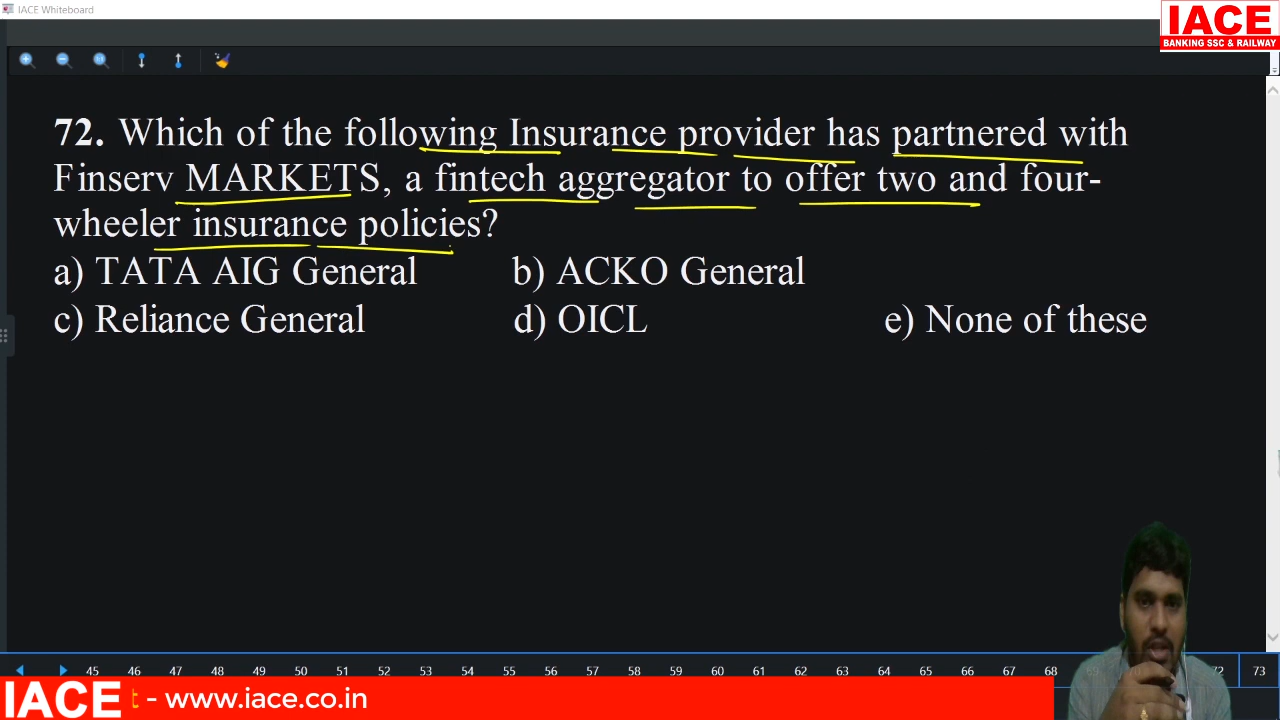 IACE Whiteboard
IACE
BANKING SSC & RAILWAY
72. Which of the following Insurance provider has partnered with
Finserv MARKETS, a fintech aggregator to offer two and four-
wheeler insurance policies?
a) TATA AIG General b) ACKO General
c) Reliance General d) OICL e) None of these
45 46 47 48 49 50 51 52 53 54 55 56 57 58 59 60 61 62 63 64 65 66 67 68 69 72 73
IACE t - www.iace.co.in